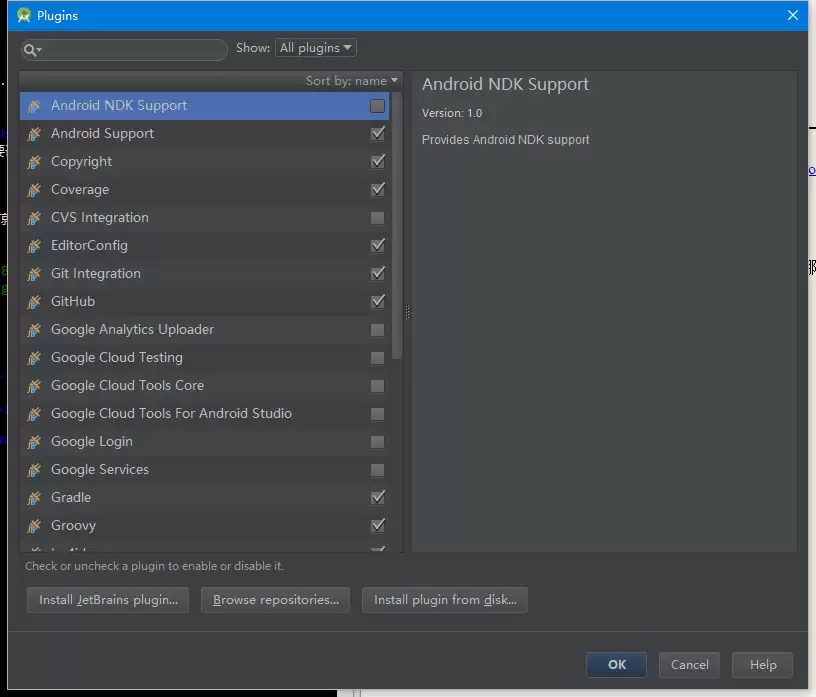 Plugins
Show: All plugins
Sort by: name
Android NDK Support
Android Support
Copyright
Coverage
CVS Integration
EditorConfig
Git Integration
GitHub
Google Analytics Uploader
Google Cloud Testing
Google Cloud Tools Core
Google Cloud Tools For Android Studio
Google Login
Google Services
Gradle
Groovy
Android NDK Support
Version: 1.0
Provides Android NDK support
Check or uncheck a plugin to enable or disable it.
Install JetBrains plugin...
Browse repositories...
Install plugin from disk...
OK
Cancel
Help